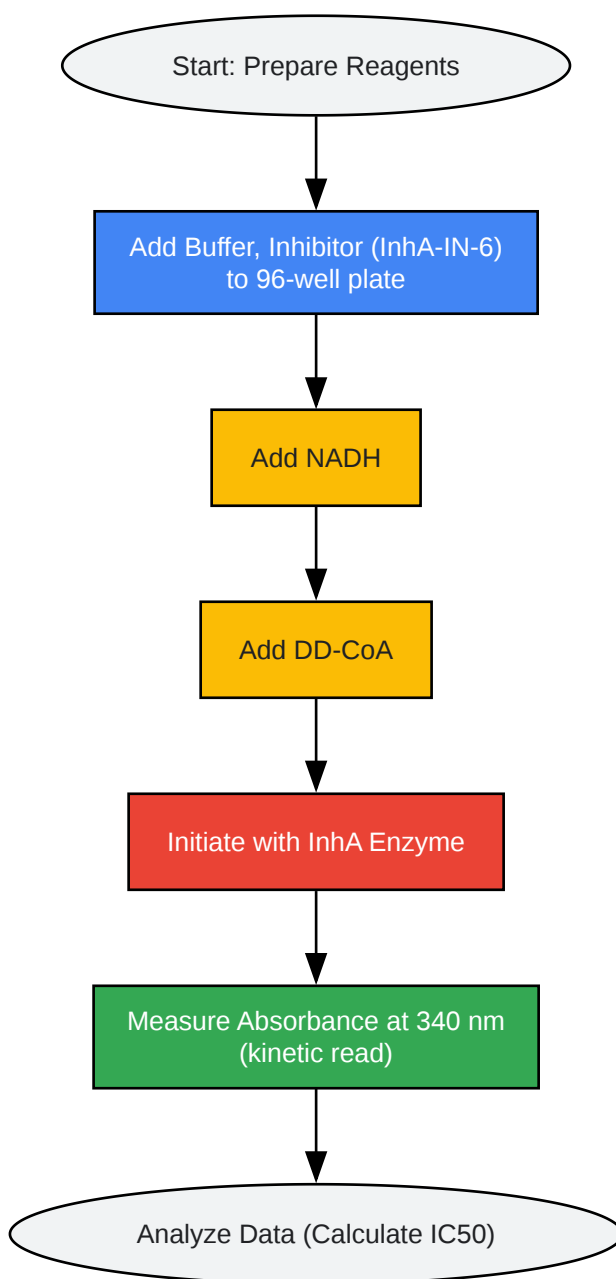 Start: Prepare Reagents
Add Buffer, Inhibitor (InhA-IN-6)
to 96-well plate
Add NADH
Add DD-CoA
Initiate with InhA Enzyme
Measure Absorbance at 340 nm
(kinetic read)
Analyze Data (Calculate IC50)